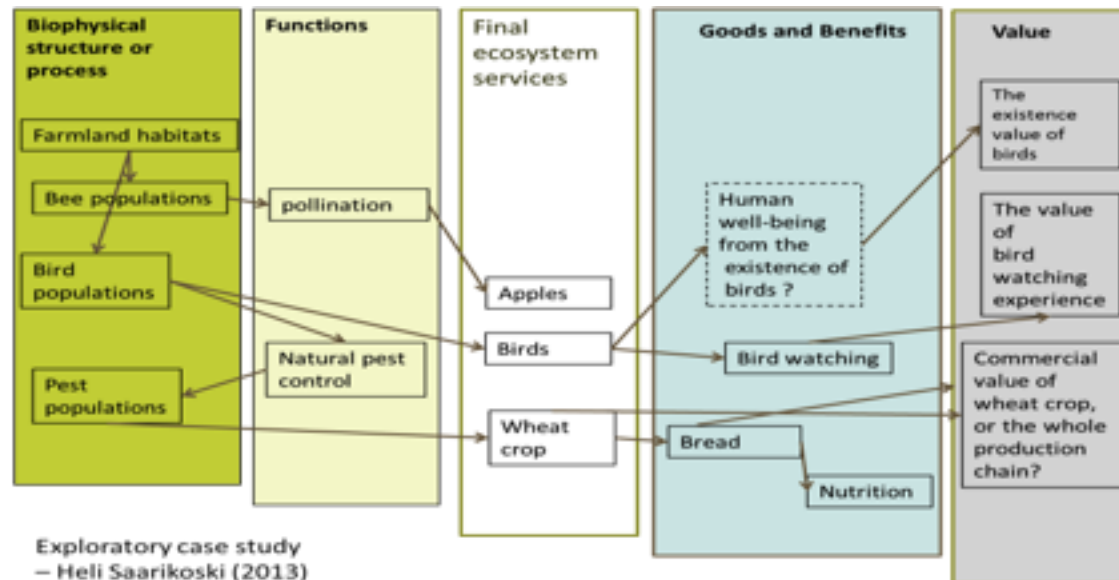 Biophysical
structure or
process
Farmland habitats
Bee populations
Bird
populations
Pest
populations
Functions
pollination
Natural pest
control
Final
ecosystem
services
Apples
Birds
Wheat
crop
Goods and Benefits
Human
well-being
from the
existence of
birds ?
Bird watching
Bread
Nutrition
Value
The
existence
value of
birds
The value
of
bird
watching
experience
Commercial
value of
wheat crop,
or the whole
production
chain?
Exploratory case study
– Heli Saarikoski (2013)